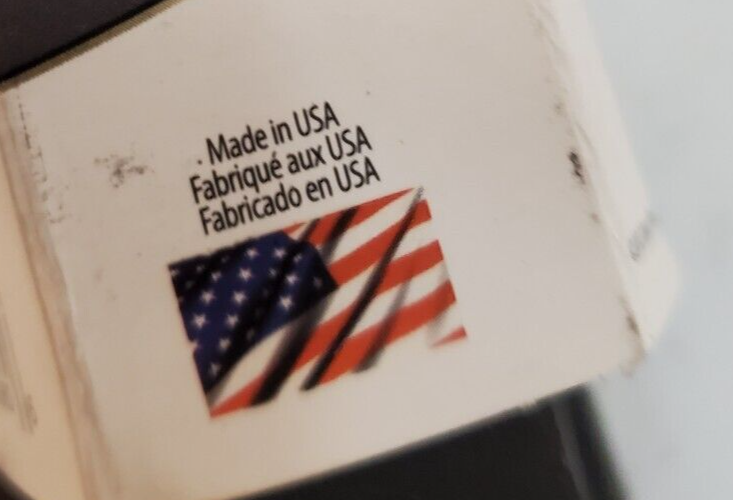 Made in USA
Fabriqué aux USA
Fabricado en USA